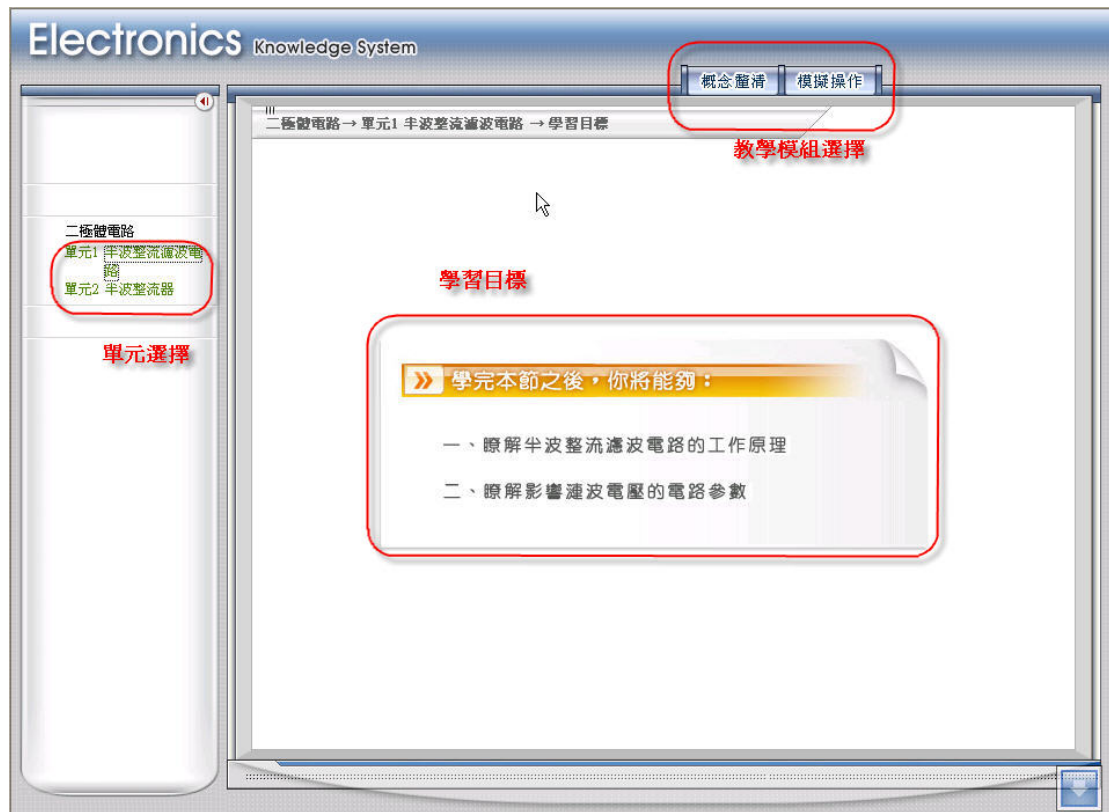 Electronics Knowledge System
概念釐清 模擬操作
二極體電路→ 單元1 半波整流濾波電路 → 學習目標
教學模組選擇
二極體電路
單元1 半波整流濾波電
路
單元2 半波整流器
單元選擇
學習目標
學完本節之後，你將能夠：
一、瞭解半波整流濾波電路的工作原理
二、瞭解影響漣波電壓的電路參數